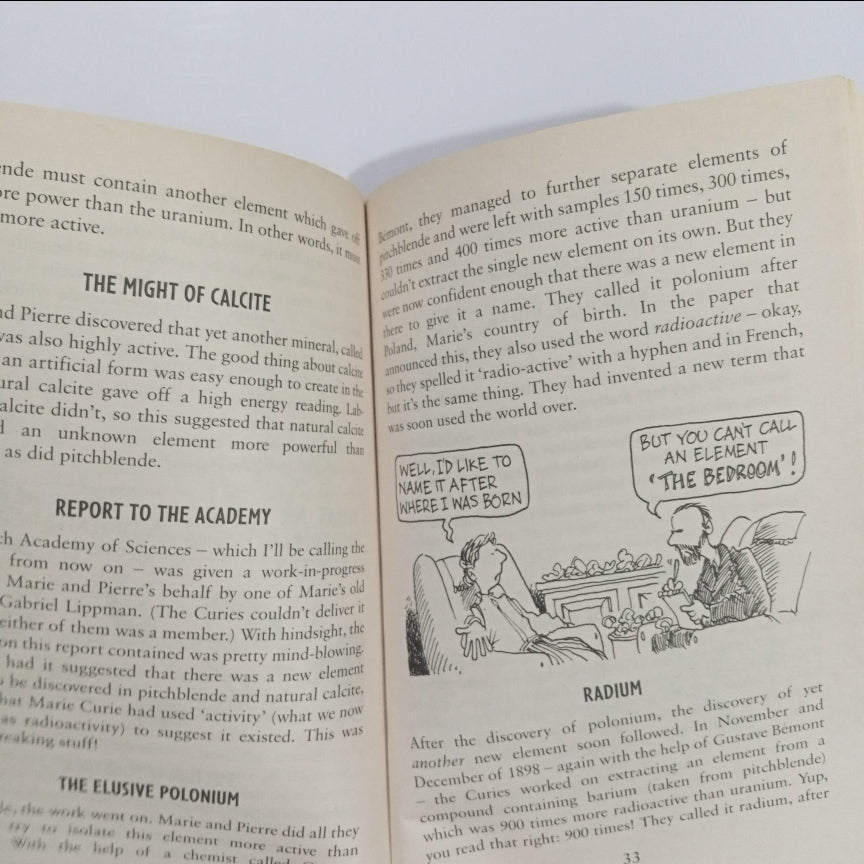 ende must contain another element which gave off
ore power than the uranium. In other words, it must
more active.
THE MIGHT OF CALCITE
nd Pierre discovered that yet another mineral, called
was also highly active. The good thing about calcite
an artificial form was easy enough to create in the
ural calcite gave off a high energy reading. Lab-
alcite didn't, so this suggested that natural calcite
d an unknown element more powerful than
as did pitchblende.
REPORT TO THE ACADEMY
ch Academy of Sciences – which I'll be calling the
from now on – was given a work-in-progress
Marie and Pierre's behalf by one of Marie's old
Gabriel Lippman. (The Curies couldn't deliver it
either of them was a member.) With hindsight, the
on this report contained was pretty mind-blowing.
had it suggested that there was a new element
o be discovered in pitchblende and natural calcite,
hat Marie Curie had used 'activity' (what we now
as radioactivity) to suggest it existed. This was
reaking stuff!
THE ELUSIVE POLONIUM
de, the work went on. Marie and Pierre did all they
try to isolate this element more active than
With the help of a chemist called
Bémont, they managed to further separate elements of
pitchblende and were left with samples 150 times, 300 times,
330 times and 400 times more active than uranium – but
couldn't extract the single new element on its own. But they
were now confident enough that there was a new element in
there to give it a name. They called it polonium after
Poland, Marie's country of birth. In the paper that
announced this, they also used the word radioactive – okay,
so they spelled it 'radio-active' with a hyphen and in French,
but it's the same thing. They had invented a new term that
was soon used the world over.
WELL, I'D LIKE TO
NAME IT AFTER
WHERE I WAS BORN
BUT YOU CAN'T CALL
AN ELEMENT
'THE BEDROOM'!
RADIUM
After the discovery of polonium, the discovery of yet
another new element soon followed. In November and
December of 1898 – again with the help of Gustave Bémont
– the Curies worked on extracting an element from a
compound containing barium (taken from pitchblende)
which was 900 times more radioactive than uranium. Yup,
you read that right: 900 times! They called it radium, after
33